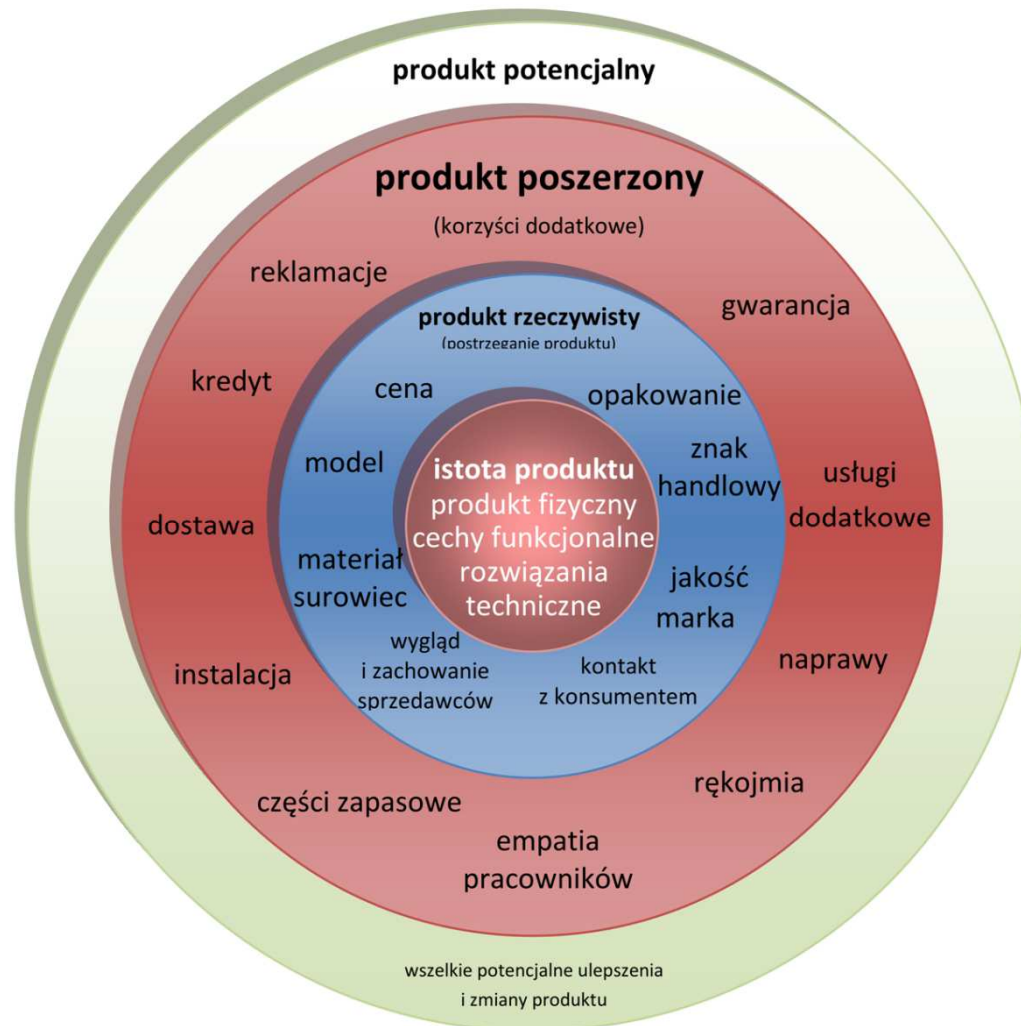 produkt potencjalny
produkt poszerzony
(korzyści dodatkowe)
reklamacje
gwarancja
kredyt
usługi
dodatkowe
dostawa
naprawy
instalacja
rękojmia
części zapasowe
empatia
pracowników
produkt rzeczywisty
(postrzeganie produktu)
cena
opakowanie
model
znak
handlowy
materiał
surowiec
jakość
marka
wygląd
i zachowanie
sprzedawców
kontakt
z konsumentem
istota produktu
produkt fizyczny
cechy funkcjonalne
rozwiązania
techniczne
wszelkie potencjalne ulepszenia
i zmiany produktu